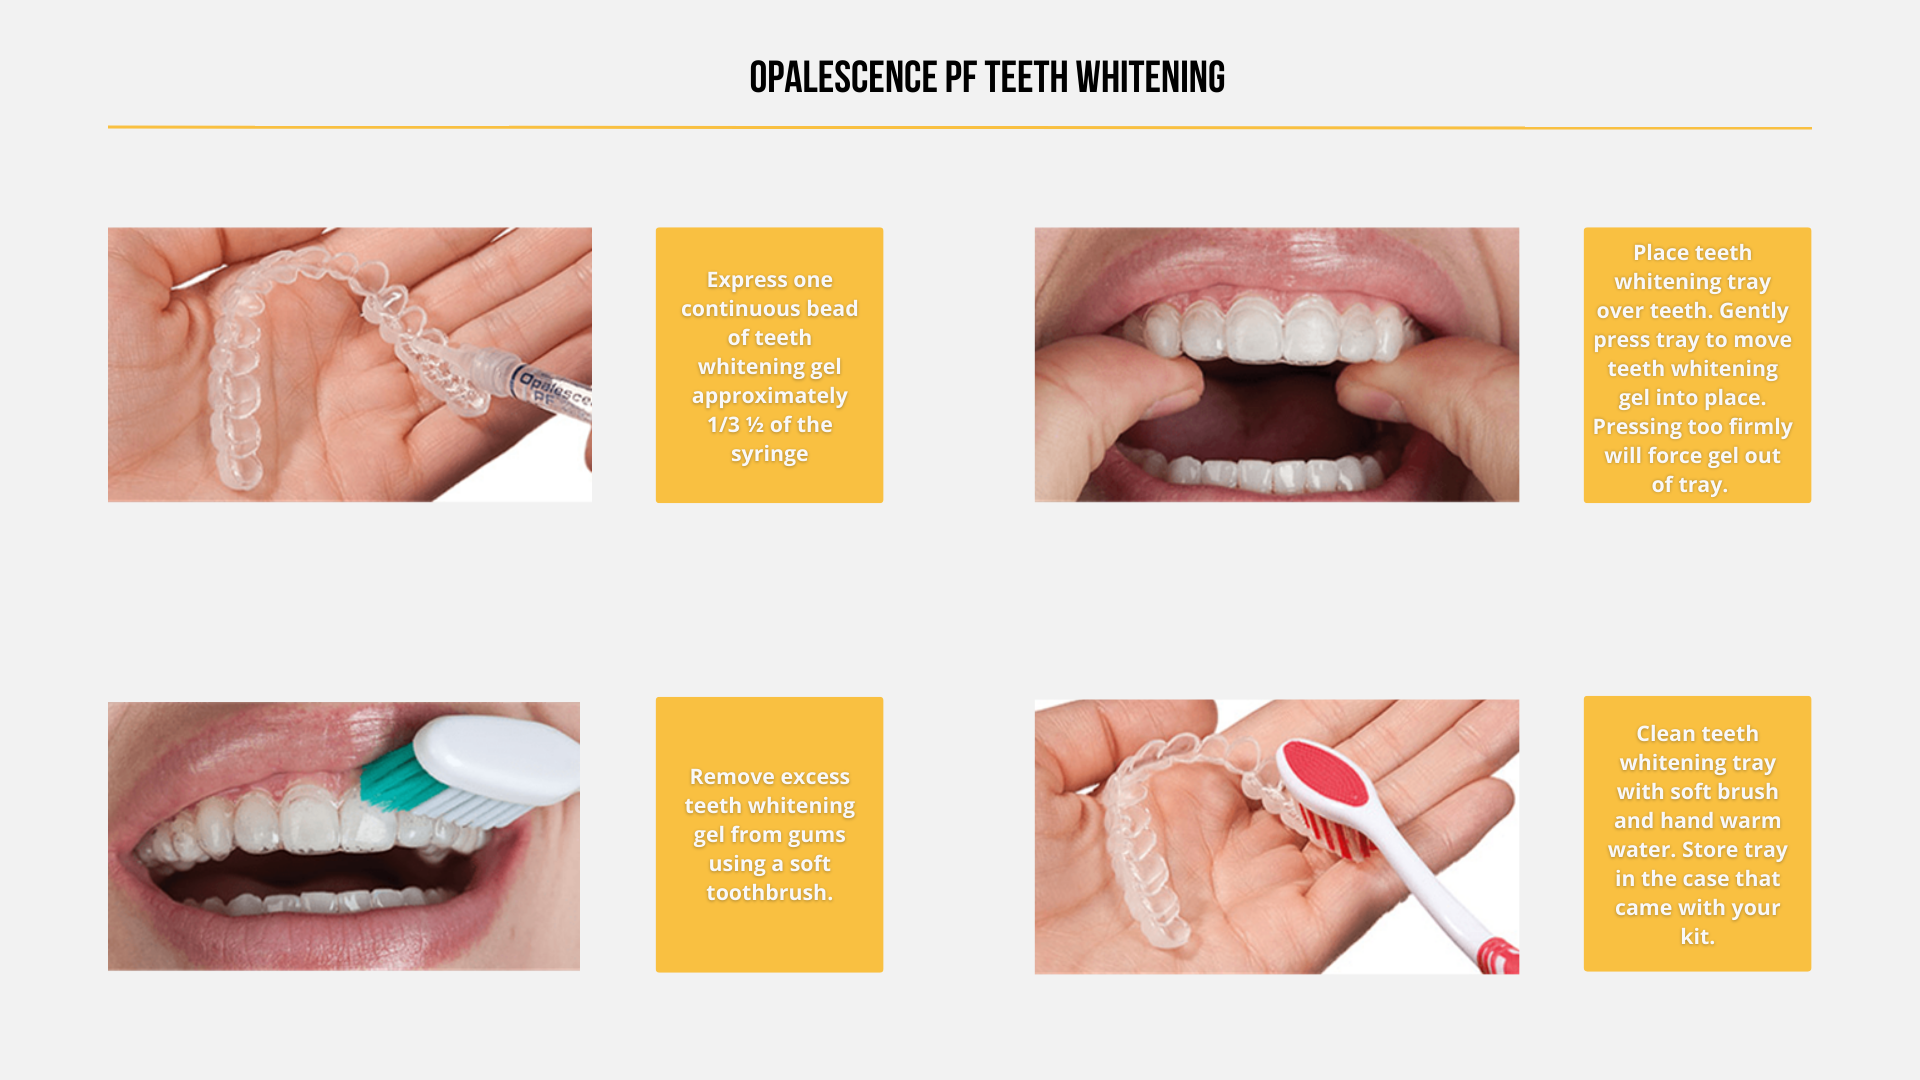 OPALESCENCE PF TEETH WHITENING
Express one
continuous bead
of teeth
whitening gel
approximately
1/3 ½ of the
syringe
Opalesce
PF
Place teeth
whitening tray
over teeth. Gently
press tray to move
teeth whitening
gel into place.
Pressing too firmly
will force gel out
of tray.
Remove excess
teeth whitening
gel from gums
using a soft
toothbrush.
Clean teeth
whitening tray
with soft brush
and hand warm
water. Store tray
in the case that
came with your
kit.